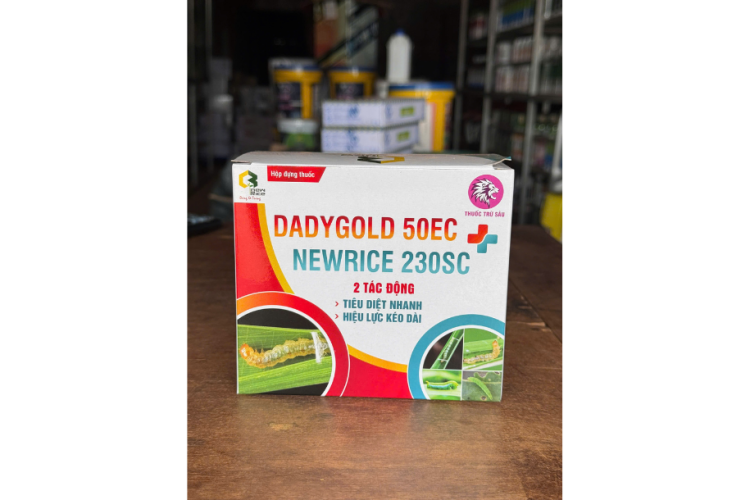 Hộp đựng thuốc
THUỐC TRỪ SÂU
DADYGOLD 50EC
NEWRICE 230SC
2 TÁC ĐỘNG
TIÊU DIỆT NHANH
HIỆU LỰC KÉO DÀI